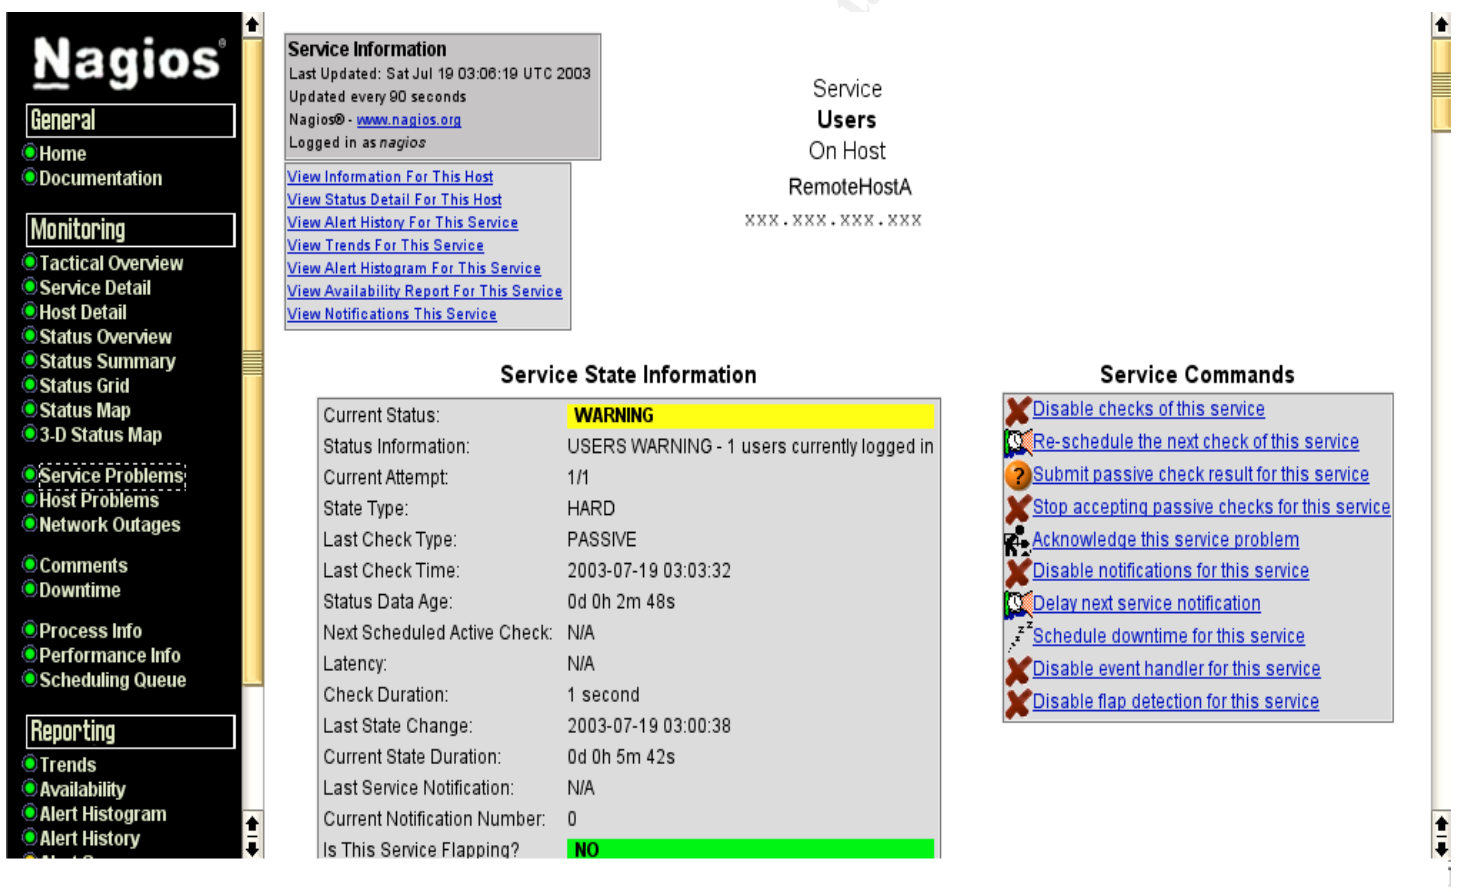 Nagios®
General
Home
Documentation
Monitoring
Tactical Overview
Service Detail
Host Detail
Status Overview
Status Summary
Status Grid
Status Map
3-D Status Map
Service Problems
Host Problems
Network Outages
Comments
Downtime
Process Info
Performance Info
Scheduling Queue
Reporting
Trends
Availability
Alert Histogram
Alert History
Service Information
Last Updated: Sat Jul 19 03:06:19 UTC 2003
Updated every 90 seconds
Nagios® - www.nagios.org
Logged in as nagios
View Information For This Host
View Status Detail For This Host
View Alert History For This Service
View Trends For This Service
View Alert Histogram For This Service
View Availability Report For This Service
View Notifications This Service
Service
Users
On Host
RemoteHostA
xxx.xxx.xxx.xxx
Service State Information
Current Status: WARNING
Status Information: USERS WARNING - 1 users currently logged in
Current Attempt: 1/1
State Type: HARD
Last Check Type: PASSIVE
Last Check Time: 2003-07-19 03:03:32
Status Data Age: 0d 0h 2m 48s
Next Scheduled Active Check: N/A
Latency: N/A
Check Duration: 1 second
Last State Change: 2003-07-19 03:00:38
Current State Duration: 0d 0h 5m 42s
Last Service Notification: N/A
Current Notification Number: 0
Is This Service Flapping? NO
Service Commands
Disable checks of this service
Re-schedule the next check of this service
Submit passive check result for this service
Stop accepting passive checks for this service
Acknowledge this service problem
Disable notifications for this service
Delay next service notification
Schedule downtime for this service
Disable event handler for this service
Disable flap detection for this service